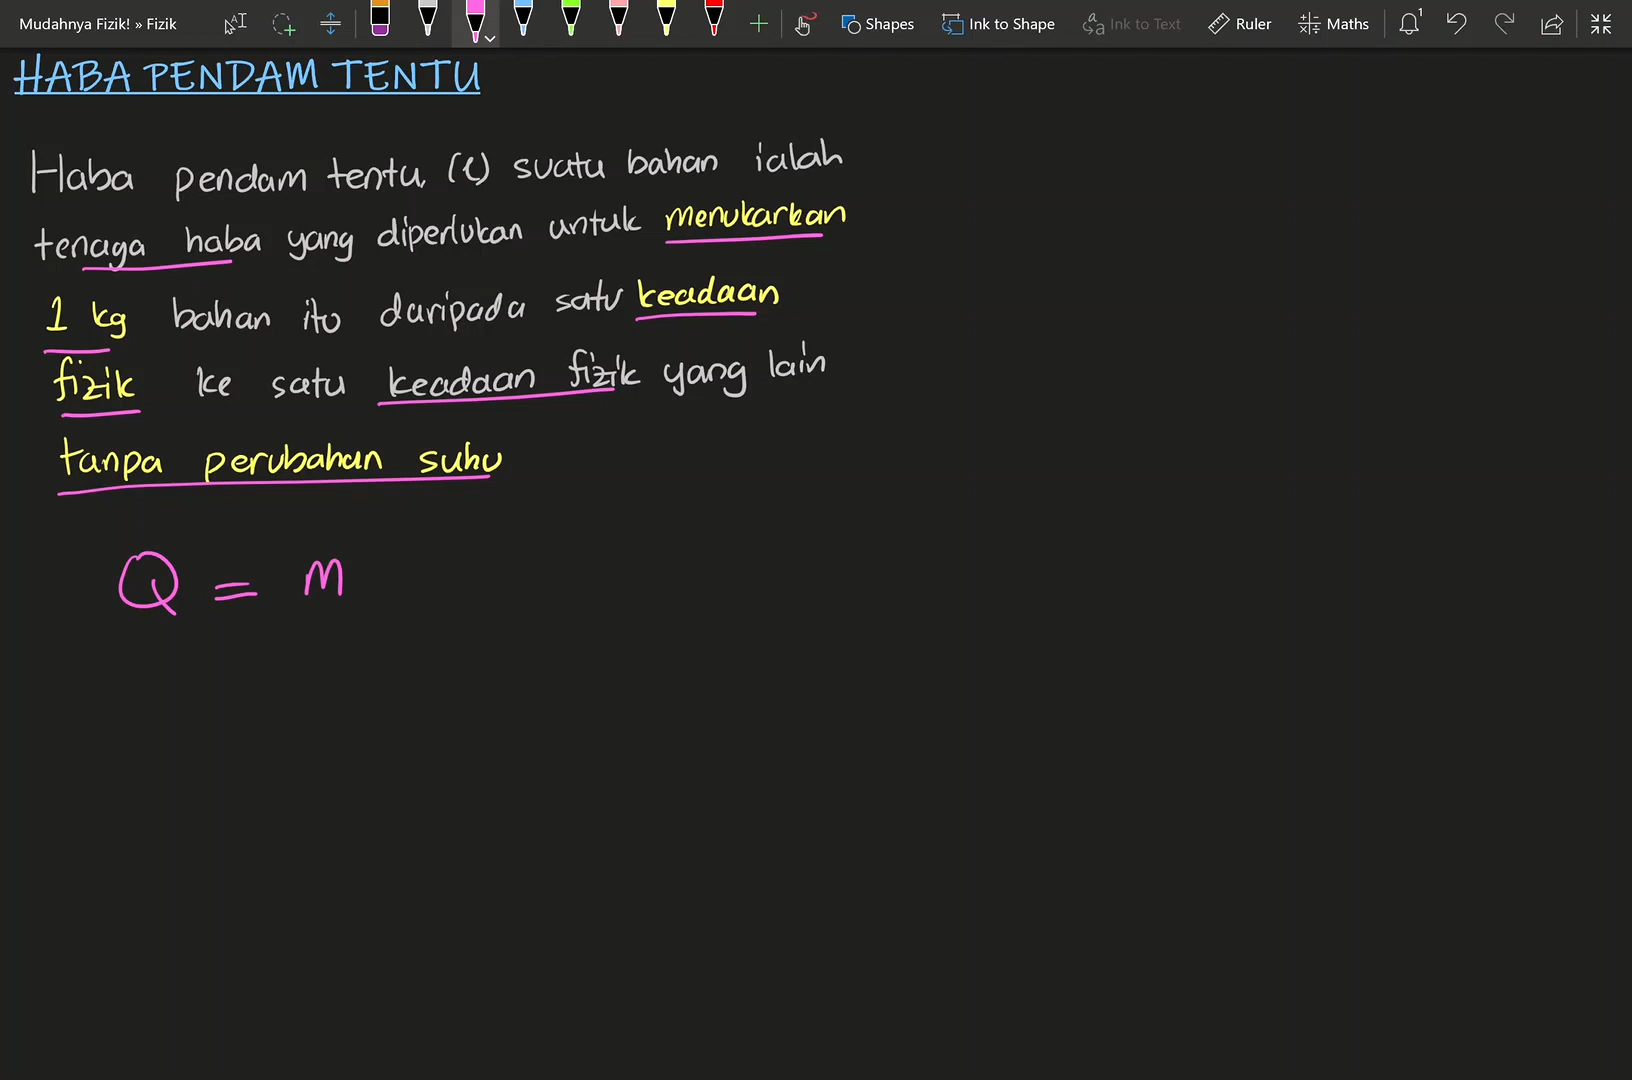 Mudahnya Fizik! » Fizik
Shapes
Ink to Shape
Ink to Text
Ruler
Maths
1
HABA PENDAM TENTU
Haba pendam tentu, (l) suatu bahan ialah
tenaga haba yang diperlukan untuk menukarkan
1 kg bahan itu daripada satu keadaan
fizik ke satu keadaan fizik yang lain
tanpa perubahan suhu
Q = m